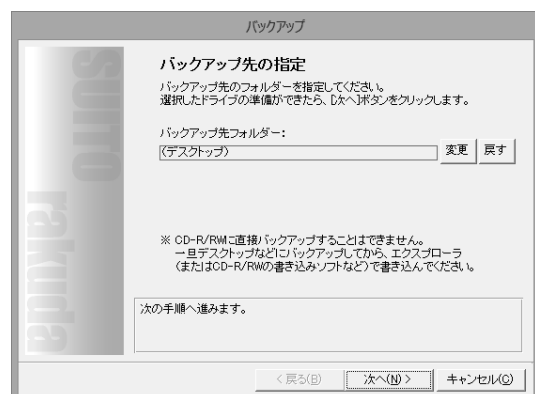 バックアップ
SUITO rakuda
バックアップ先の指定
バックアップ先のフォルダーを指定してください。
選択したドライブの準備ができたら、[次へ]ボタンをクリックします。
バックアップ先フォルダー:
(デスクトップ)
変更
戻す
※ CD-R/RWに直接バックアップすることはできません。
一旦デスクトップなどにバックアップしてから、エクスプローラ
(またはCD-R/RWの書き込みソフトなど)で書き込んでください。
次の手順へ進みます。
< 戻る(B)
次へ(N) >
キャンセル(C)